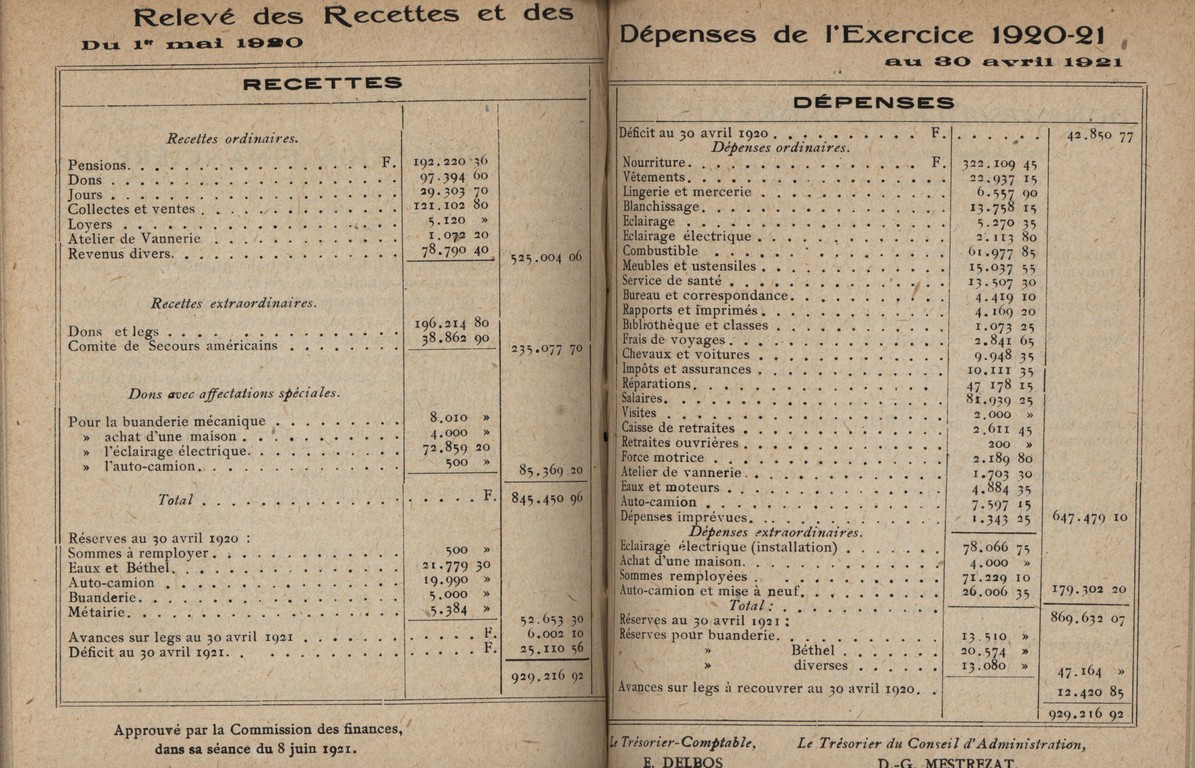 Relevé des Recettes et des
Du 1er mai 1920
RECETTES
Recettes ordinaires.
Pensions. . . . . . . . . . . . . . . . . F. 192.220 36
Dons . . . . . . . . . . . . . . . . . . 97.394 60
Jours . . . . . . . . . . . . . . . . . . 29.303 70
Collectes et ventes . . . . . . . . . . . . 121.102 80
Loyers . . . . . . . . . . . . . . . . . 5.120 »
Atelier de Vannerie . . . . . . . . . . . . 1.072 20
Revenus divers. . . . . . . . . . . . . . . 78.790 40 525.004 06
Recettes extraordinaires.
Dons et legs . . . . . . . . . . . . . . . 196.214 80
Comité de Secours américains . . . . . . . . 38.862 90 235.077 70
Dons avec affectations spéciales.
Pour la buanderie mécanique . . . . . . . . . 8.010 »
» achat d'une maison . . . . . . . . . . . 4.000 »
» l'éclairage électrique. . . . . . . . . . . 72.859 20
» l'auto-camion. . . . . . . . . . . . . . 500 » 85.369 20
Total . . . . . . . . . . . . . . . . . . F. 845.450 96
Réserves au 30 avril 1920 :
Sommes à remployer. . . . . . . . . . . . . 500 »
Eaux et Béthel. . . . . . . . . . . . . . . 21.779 30
Auto-camion . . . . . . . . . . . . . . . 19.990 »
Buanderie. . . . . . . . . . . . . . . . . 5.000 »
Métairie. . . . . . . . . . . . . . . . . 5.384 »
52.653 30
Avances sur legs au 30 avril 1921 . . . . . . . . F. 6.002 10
Déficit au 30 avril 1921. . . . . . . . . . . . F. 25.110 56
929.216 92
Approuvé par la Commission des finances,
dans sa séance du 8 juin 1921.
Dépenses de l'Exercice 1920-21
au 30 avril 1921
DÉPENSES
Déficit au 30 avril 1920 . . . . . . . . . . F. . . . . . . 42.850 77
Dépenses ordinaires.
Nourriture. . . . . . . . . . . . . . . . F. 322.109 45
Vêtements. . . . . . . . . . . . . . . . . 22.937 15
Lingerie et mercerie . . . . . . . . . . . . 6.557 90
Blanchissage. . . . . . . . . . . . . . . . 13.758 15
Eclairage . . . . . . . . . . . . . . . . 5.270 35
Eclairage électrique . . . . . . . . . . . . 2.113 80
Combustible . . . . . . . . . . . . . . . 61.977 85
Meubles et ustensiles . . . . . . . . . . . . 15.037 55
Service de santé . . . . . . . . . . . . . . 13.507 30
Bureau et correspondance. . . . . . . . . . . 4.419 10
Rapports et imprimés. . . . . . . . . . . . . 4.169 20
Bibliothèque et classes . . . . . . . . . . . 1.073 25
Frais de voyages . . . . . . . . . . . . . . 2.841 65
Chevaux et voitures . . . . . . . . . . . . . 9.948 35
Impôts et assurances . . . . . . . . . . . . 10.111 35
Réparations. . . . . . . . . . . . . . . . 47 178 15
Salaires. . . . . . . . . . . . . . . . . 81.939 25
Visites . . . . . . . . . . . . . . . . . 2.000 »
Caisse de retraites . . . . . . . . . . . . . 2.611 45
Retraites ouvrières . . . . . . . . . . . . . 200 »
Force motrice . . . . . . . . . . . . . . . 2.189 80
Atelier de vannerie . . . . . . . . . . . . . 1.703 30
Eaux et moteurs . . . . . . . . . . . . . . 4.884 35
Auto-camion . . . . . . . . . . . . . . . 7.597 15
Dépenses imprévues. . . . . . . . . . . . . 1.343 25 647.479 10
Dépenses extraordinaires.
Eclairage électrique (installation) . . . . . . . 78.066 75
Achat d'une maison. . . . . . . . . . . . . 4.000 »
Sommes remployées . . . . . . . . . . . . . 71.229 10
Auto-camion et mise à neuf. . . . . . . . . . 26.006 35 179.302 20
Total : . . . . . . .
Réserves au 30 avril 1921 : 869.632 07
Réserves pour buanderie. . . . . . . . . . . 13.510 »
» Béthel . . . . . . . 20.574 »
» diverses . . . . . . 13.080 » 47.164 »
Avances sur legs à recouvrer au 30 avril 1920. . 12.420 85
929.216 92
Le Trésorier-Comptable, Le Trésorier du Conseil d'Administration,
E. DELBOS D.-G. MESTREZAT.